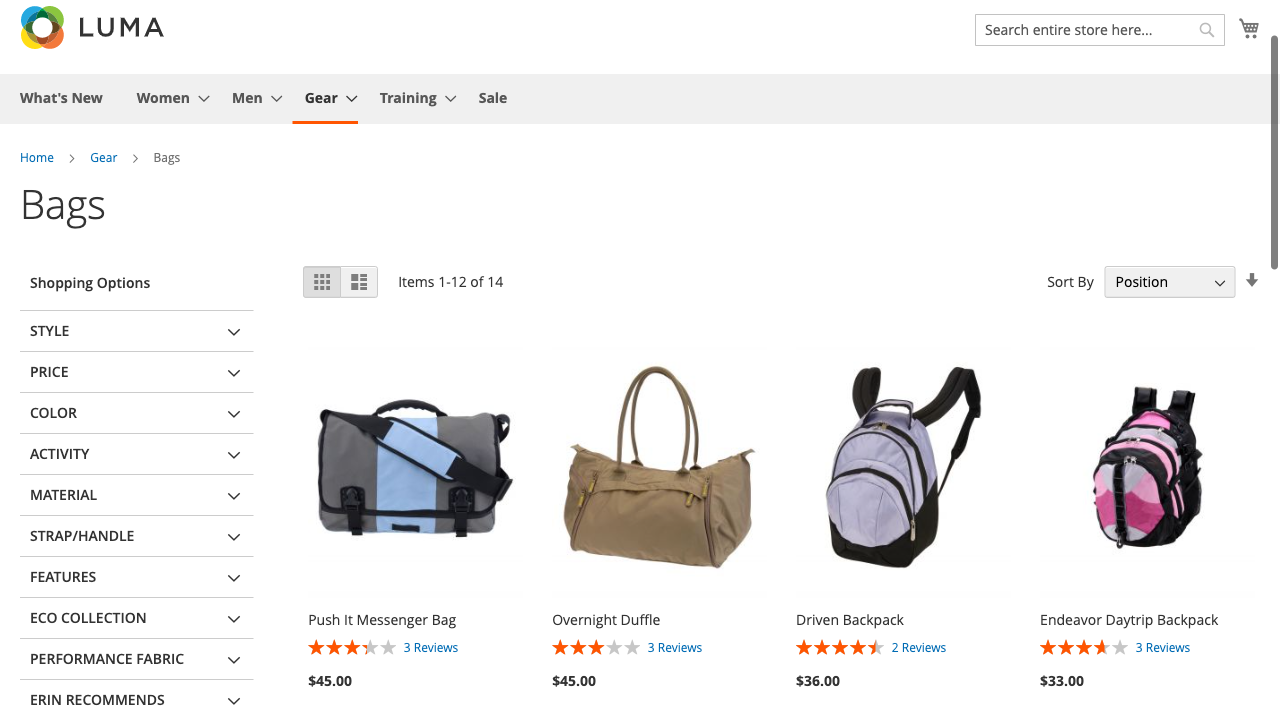 LUMA
Search entire store here...
What's New Women Men Gear Training Sale
Home Gear Bags
Bags
Shopping Options
STYLE
PRICE
COLOR
ACTIVITY
MATERIAL
STRAP/HANDLE
FEATURES
ECO COLLECTION
PERFORMANCE FABRIC
ERIN RECOMMENDS
Items 1-12 of 14
Sort By Position
Push It Messenger Bag
3 Reviews
$45.00
Overnight Duffle
3 Reviews
$45.00
Driven Backpack
2 Reviews
$36.00
Endeavor Daytrip Backpack
3 Reviews
$33.00